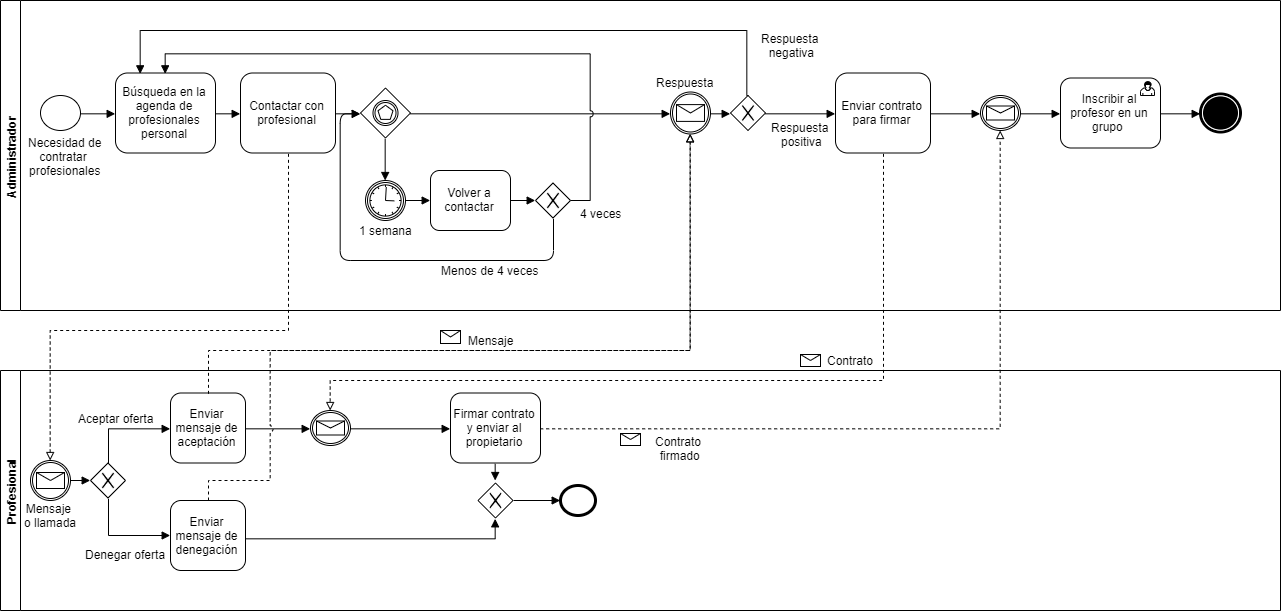 Administrador
Necesidad de
contratar
profesionales
Búsqueda en la
agenda de
profesionales
personal
Contactar con
profesional
1 semana
Volver a
contactar
4 veces
Menos de 4 veces
Respuesta
Respuesta
negativa
Respuesta
positiva
Enviar contrato
para firmar
Inscribir al
profesor en un
grupo
Mensaje
Contrato
Profesional
Mensaje
o llamada
Aceptar oferta
Denegar oferta
Enviar
mensaje de
aceptación
Enviar
mensaje de
denegación
Firmar contrato
y enviar al
propietario
Contrato
firmado